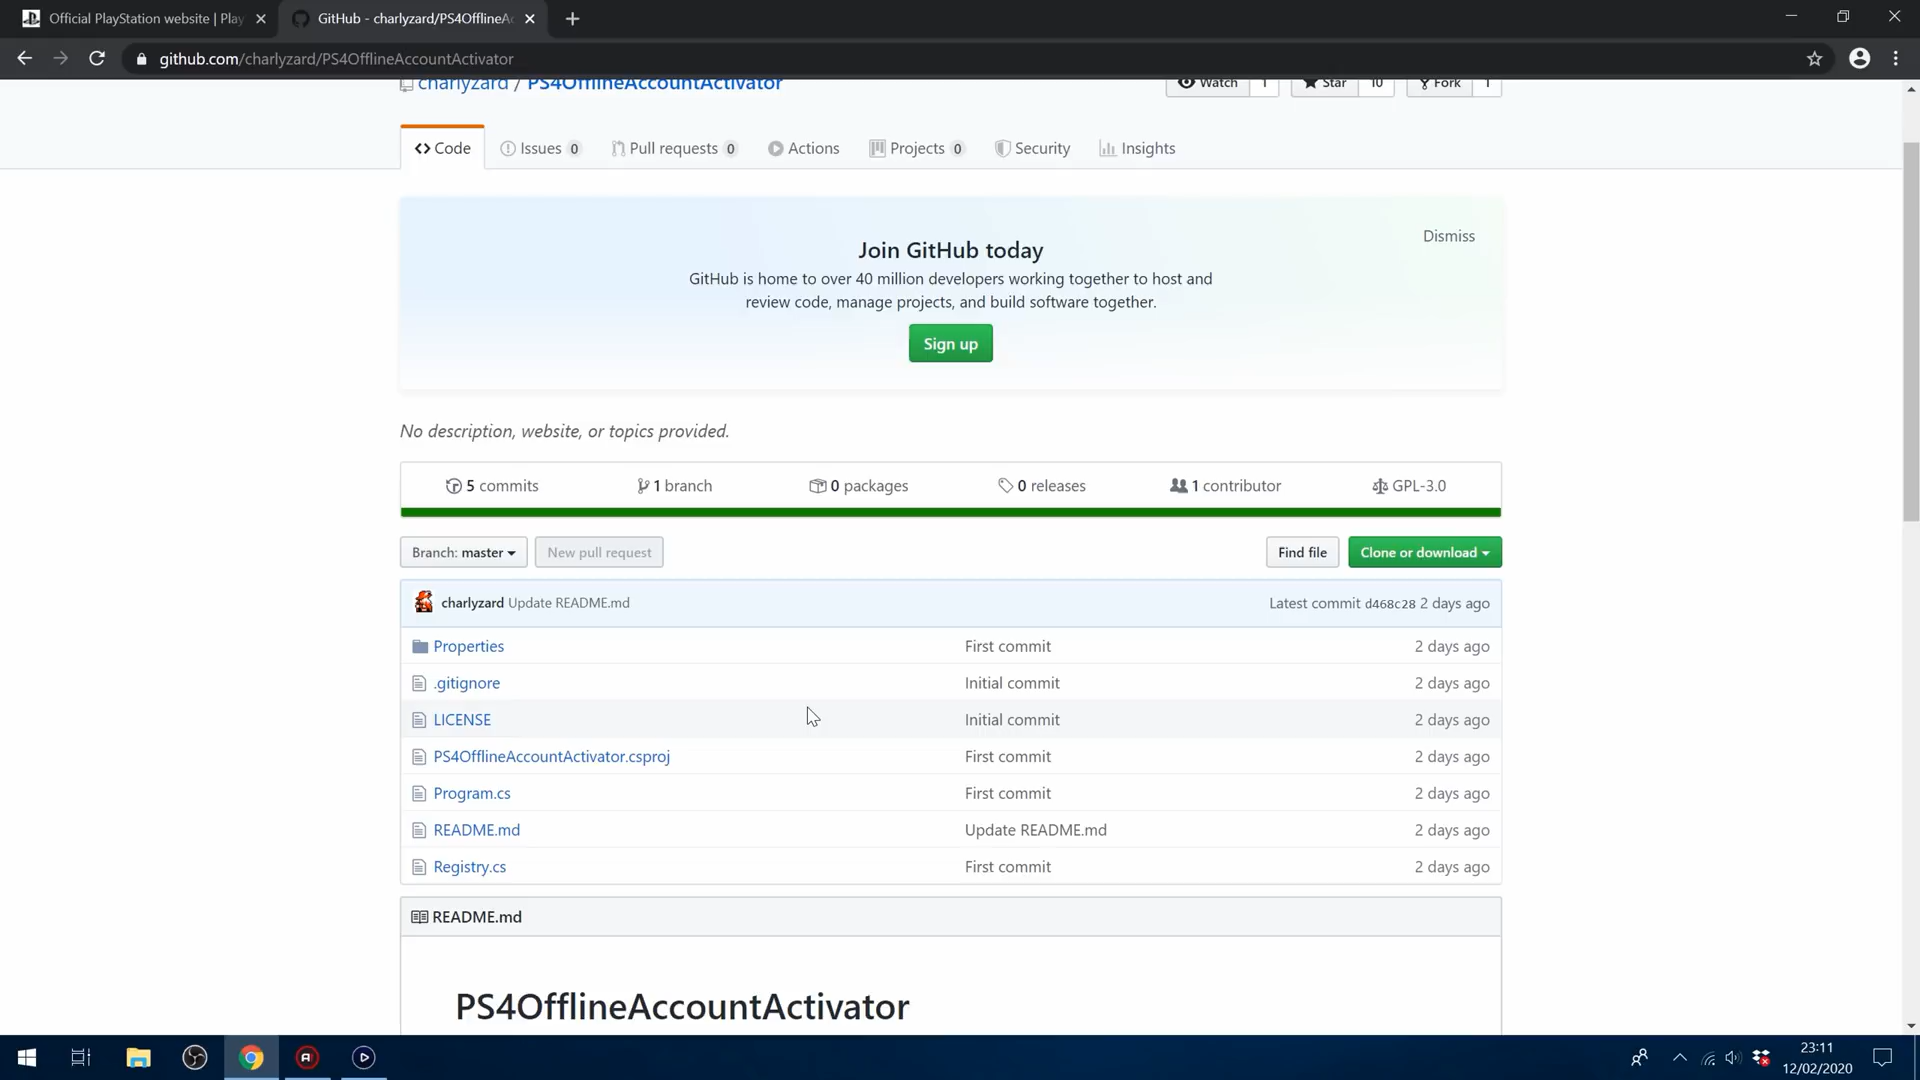 Official PlayStation website | Play
GitHub - charlyzard/PS4OfflineAc
github.com/charlyzard/PS4OfflineAccountActivator
charlyzard / PS4OfflineAccountActivator
Watch 1 Star 10 Fork 1
Code Issues 0 Pull requests 0 Actions Projects 0 Security Insights
Dismiss
Join GitHub today
GitHub is home to over 40 million developers working together to host and
review code, manage projects, and build software together.
Sign up
No description, website, or topics provided.
5 commits 1 branch 0 packages 0 releases 1 contributor GPL-3.0
Branch: master New pull request Find file Clone or download
charlyzard Update README.md Latest commit d468c28 2 days ago
Properties First commit 2 days ago
.gitignore Initial commit 2 days ago
LICENSE Initial commit 2 days ago
PS4OfflineAccountActivator.csproj First commit 2 days ago
Program.cs First commit 2 days ago
README.md Update README.md 2 days ago
Registry.cs First commit 2 days ago
README.md
PS4OfflineAccountActivator
23:11
12/02/2020